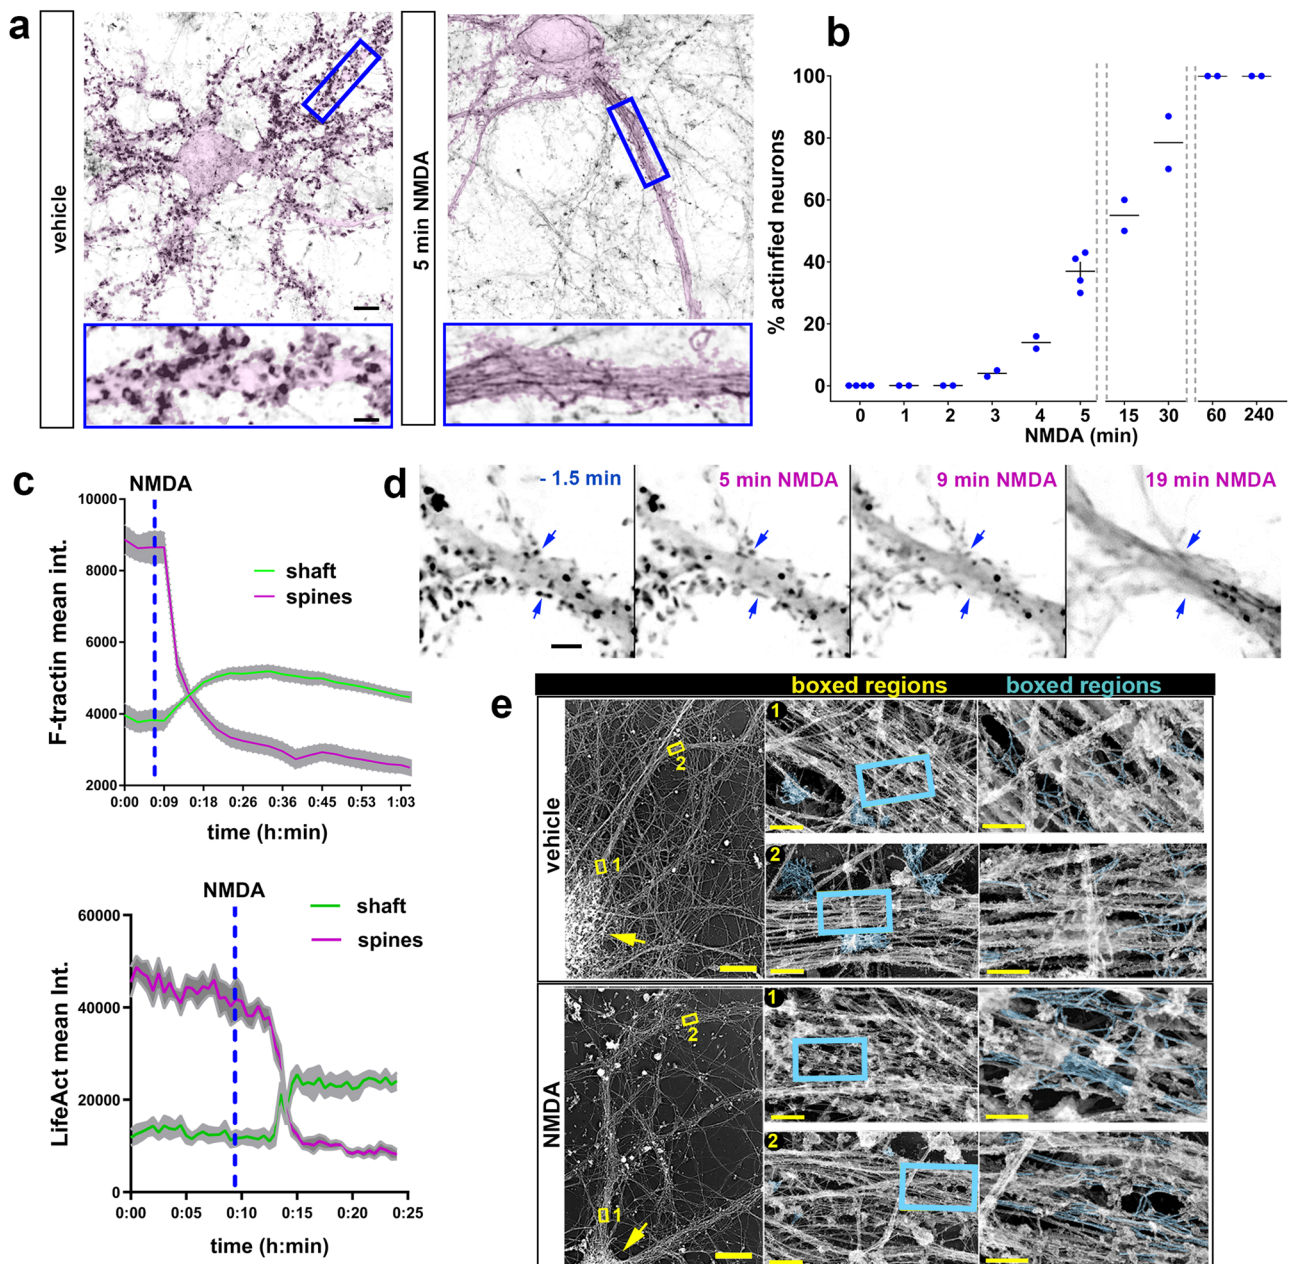 a
vehicle
5 min NMDA
b
% actinfied neurons
100
80
60
40
20
0
0 1 2 3 4 5 15 30 60 240
NMDA (min)
c
NMDA
F-tractin mean int.
10000
8000
6000
4000
2000
shaft
spines
0:00 0:09 0:18 0:26 0:36 0:45 0:53 1:03
time (h:min)
NMDA
LifeAct mean Int.
60000
40000
20000
0
shaft
spines
0:00 0:05 0:10 0:15 0:20 0:25
time (h:min)
d
- 1.5 min
5 min NMDA
9 min NMDA
19 min NMDA
e
boxed regions
boxed regions
vehicle
2
1
1
2
NMDA
2
1
1
2